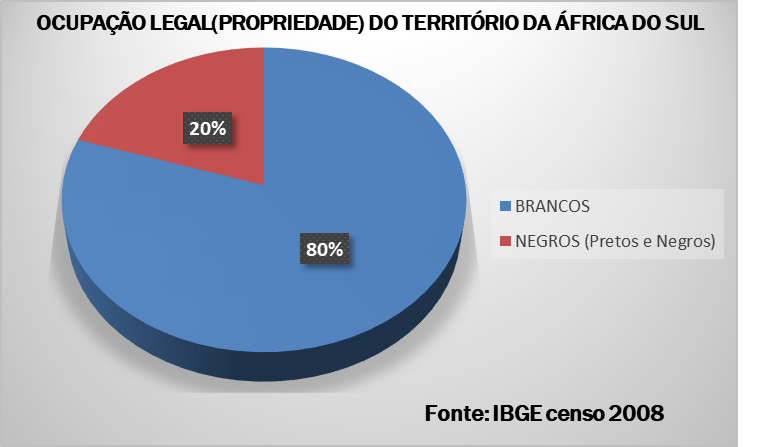 OCUPAÇÃO LEGAL(PROPRIEDADE) DO TERRITÓRIO DA ÁFRICA DO SUL
20%
80%
BRANCOS
NEGROS (Pretos e Negros)
Fonte: IBGE censo 2008